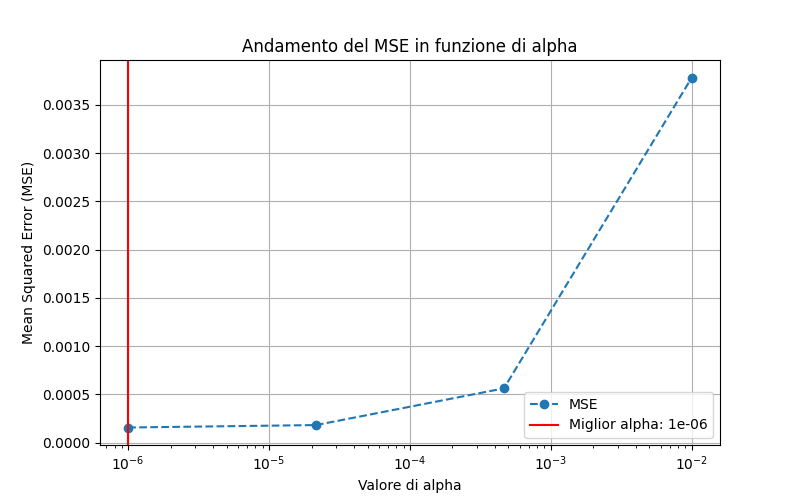 Andamento del MSE in funzione di alpha
Mean Squared Error (MSE)
0.0035
0.0030
0.0025
0.0020
0.0015
0.0010
0.0005
0.0000
MSE
Miglior alpha: 1e-06
10⁻⁶ 10⁻⁵ 10⁻⁴ 10⁻³ 10⁻²
Valore di alpha